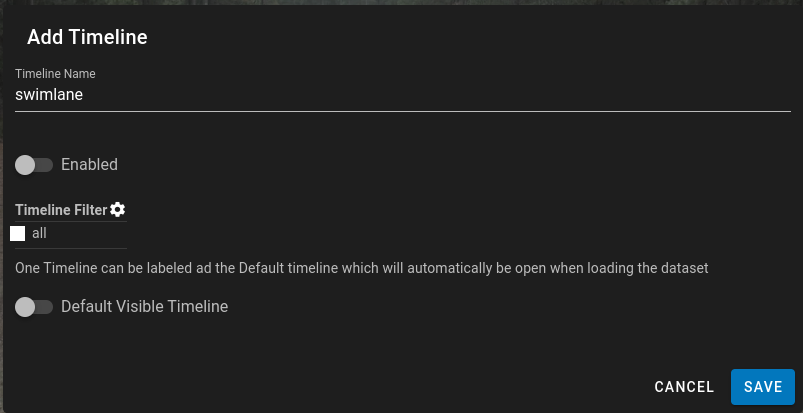 Add Timeline
Timeline Name
swimlane
Enabled
Timeline Filter
all
One Timeline can be labeled ad the Default timeline which will automatically be open when loading the dataset
Default Visible Timeline
CANCEL SAVE